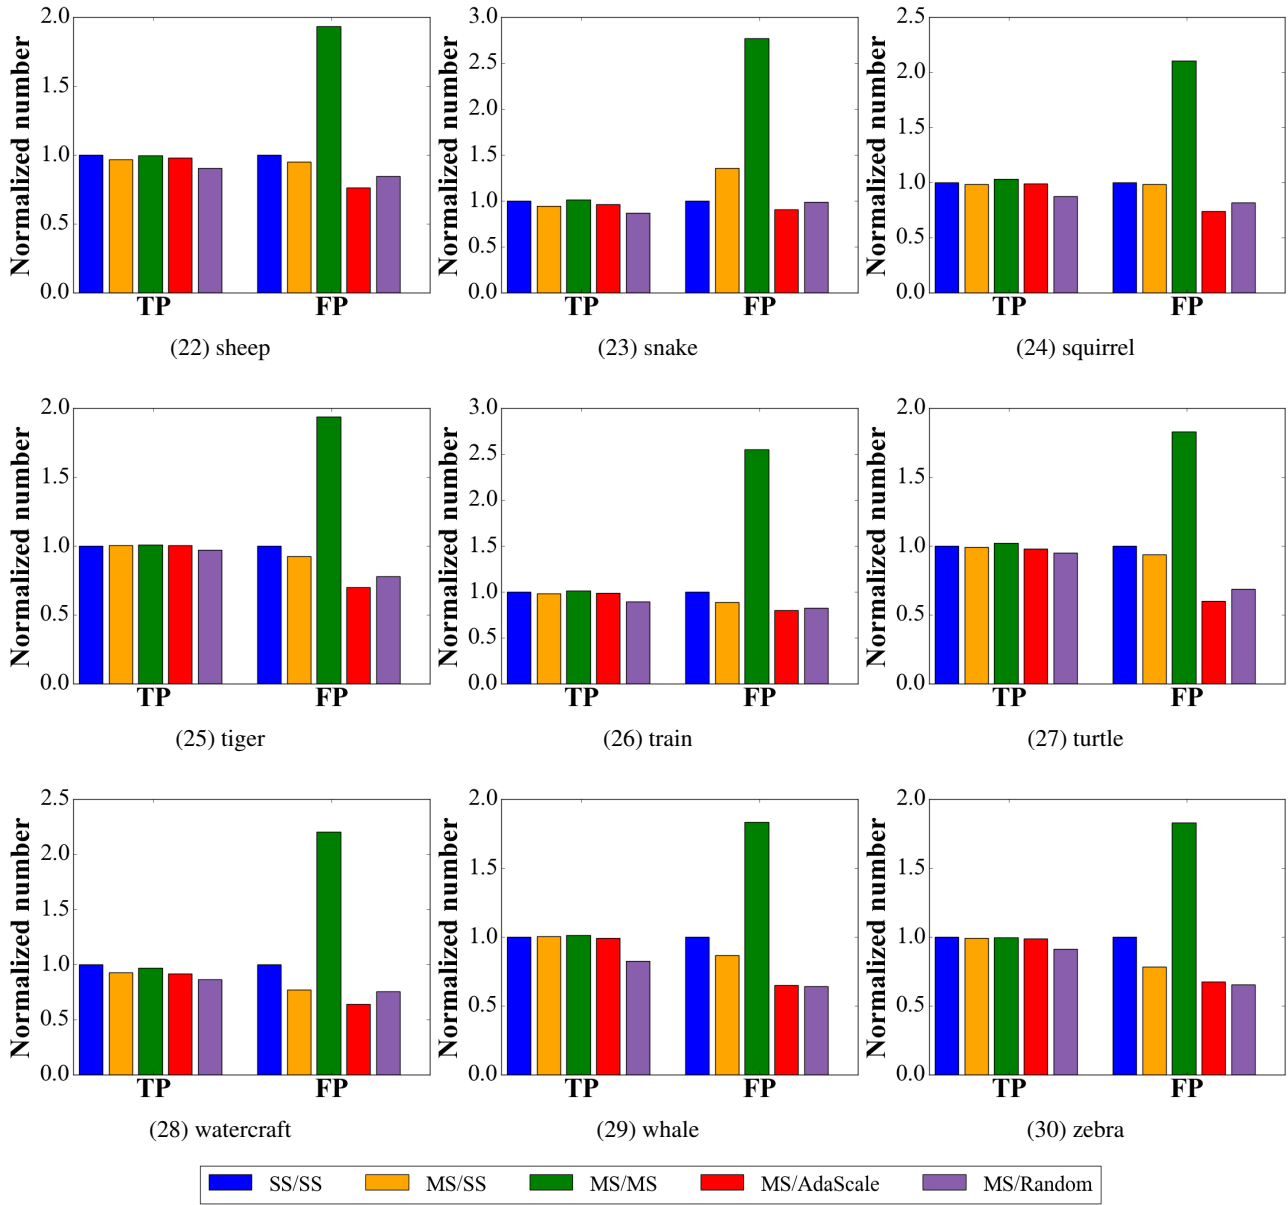 2.0
1.5
1.0
0.5
0.0
Normalized number
TP FP
(22) sheep
3.0
2.5
2.0
1.5
1.0
0.5
0.0
Normalized number
TP FP
(23) snake
2.5
2.0
1.5
1.0
0.5
0.0
Normalized number
TP FP
(24) squirrel
2.0
1.5
1.0
0.5
0.0
Normalized number
TP FP
(25) tiger
3.0
2.5
2.0
1.5
1.0
0.5
0.0
Normalized number
TP FP
(26) train
2.0
1.5
1.0
0.5
0.0
Normalized number
TP FP
(27) turtle
2.5
2.0
1.5
1.0
0.5
0.0
Normalized number
TP FP
(28) watercraft
2.0
1.5
1.0
0.5
0.0
Normalized number
TP FP
(29) whale
2.0
1.5
1.0
0.5
0.0
Normalized number
TP FP
(30) zebra
SS/SS MS/SS MS/MS MS/AdaScale MS/Random